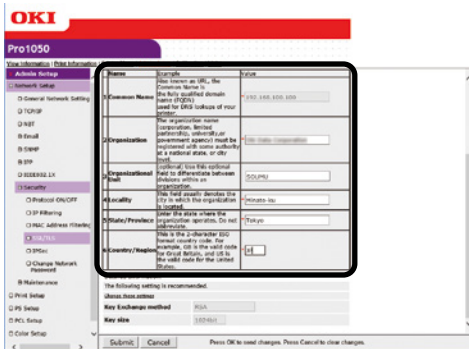 OKI
Pro1050
View Information | Print Information
Admin Setup
Network Setup
General Network Setting
TCP/IP
NBT
Email
SNMP
SNTP
IEEE802.1X
Security
Protocol ON/OFF
IP Filtering
MAC Address Filtering
SSL/TLS
IPSec
Change Network
Password
Maintenance
Print Setup
PS Setup
PCL Setup
Color Setup
Name Example Value
1 Common Name
Also known as URL, the
Common Name is
the fully qualified domain
name (FQDN)
used for DNS lookups of your
printer.
* 192.168.100.100
2 Organization
The organization name
(corporation, limited
partnership, university, or
government agency) must be
registered with some authority
at a national state, or city
level.
*
3 Organizational
Unit
(optional) Use this optional
field to differentiate between
divisions within an
organization.
SOUMU
4 Locality
This field usually denotes the
city in which the organization
is located.
* Minato-ku
5 State/Province
Enter the state where the
organization operates. Do not
abbreviate.
* Tokyo
6 Country/Region
This is the 2-character ISO
format country code. For
example, GB is the valid code
for Great Britain, and US is
the valid code for the United
States.
*
The following setting is recommended.
Change these settings
Key Exchange method RSA
Key size 1024bit
Submit Cancel Press OK to send changes. Press Cancel to clear changes.